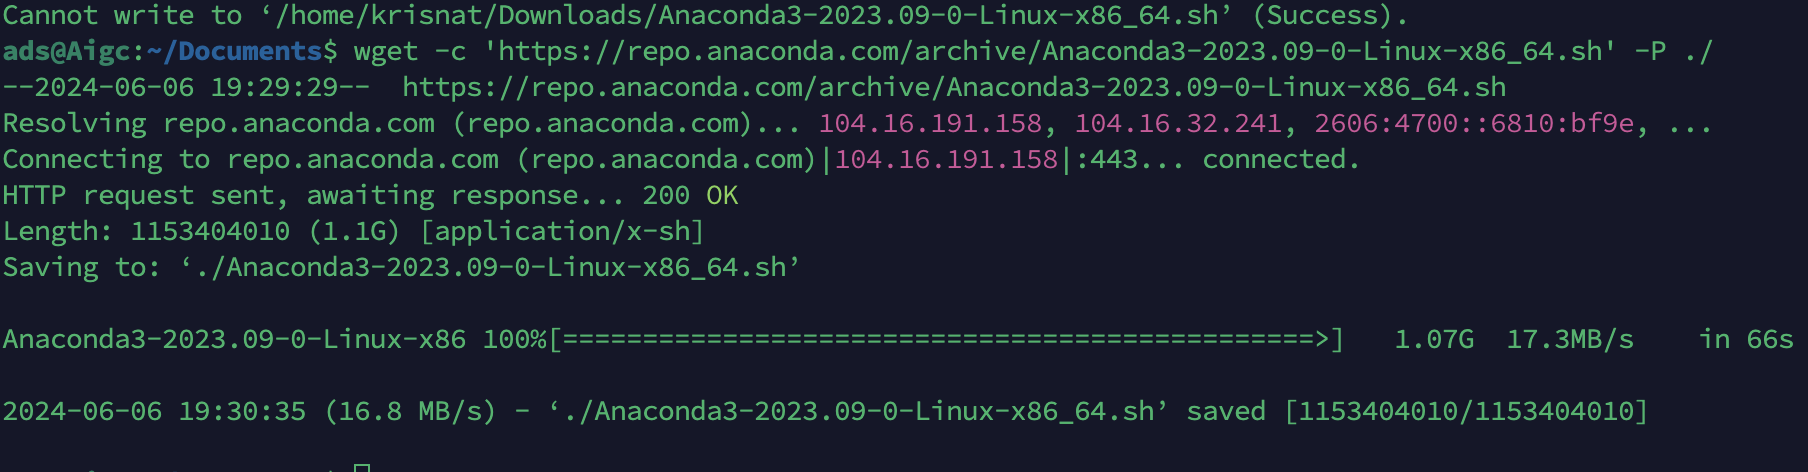 Cannot write to ‘/home/krisnat/Downloads/Anaconda3-2023.09-0-Linux-x86_64.sh’ (Success).
ads@Aigc:~/Documents$ wget -c 'https://repo.anaconda.com/archive/Anaconda3-2023.09-0-Linux-x86_64.sh' -P ./
--2024-06-06 19:29:29--  https://repo.anaconda.com/archive/Anaconda3-2023.09-0-Linux-x86_64.sh
Resolving repo.anaconda.com (repo.anaconda.com)... 104.16.191.158, 104.16.32.241, 2606:4700::6810:bf9e, ...
Connecting to repo.anaconda.com (repo.anaconda.com)|104.16.191.158|:443... connected.
HTTP request sent, awaiting response... 200 OK
Length: 1153404010 (1.1G) [application/x-sh]
Saving to: ‘./Anaconda3-2023.09-0-Linux-x86_64.sh’
Anaconda3-2023.09-0-Linux-x86 100%[===============================================>]   1.07G  17.3MB/s    in 66s
2024-06-06 19:30:35 (16.8 MB/s) - ‘./Anaconda3-2023.09-0-Linux-x86_64.sh’ saved [1153404010/1153404010]